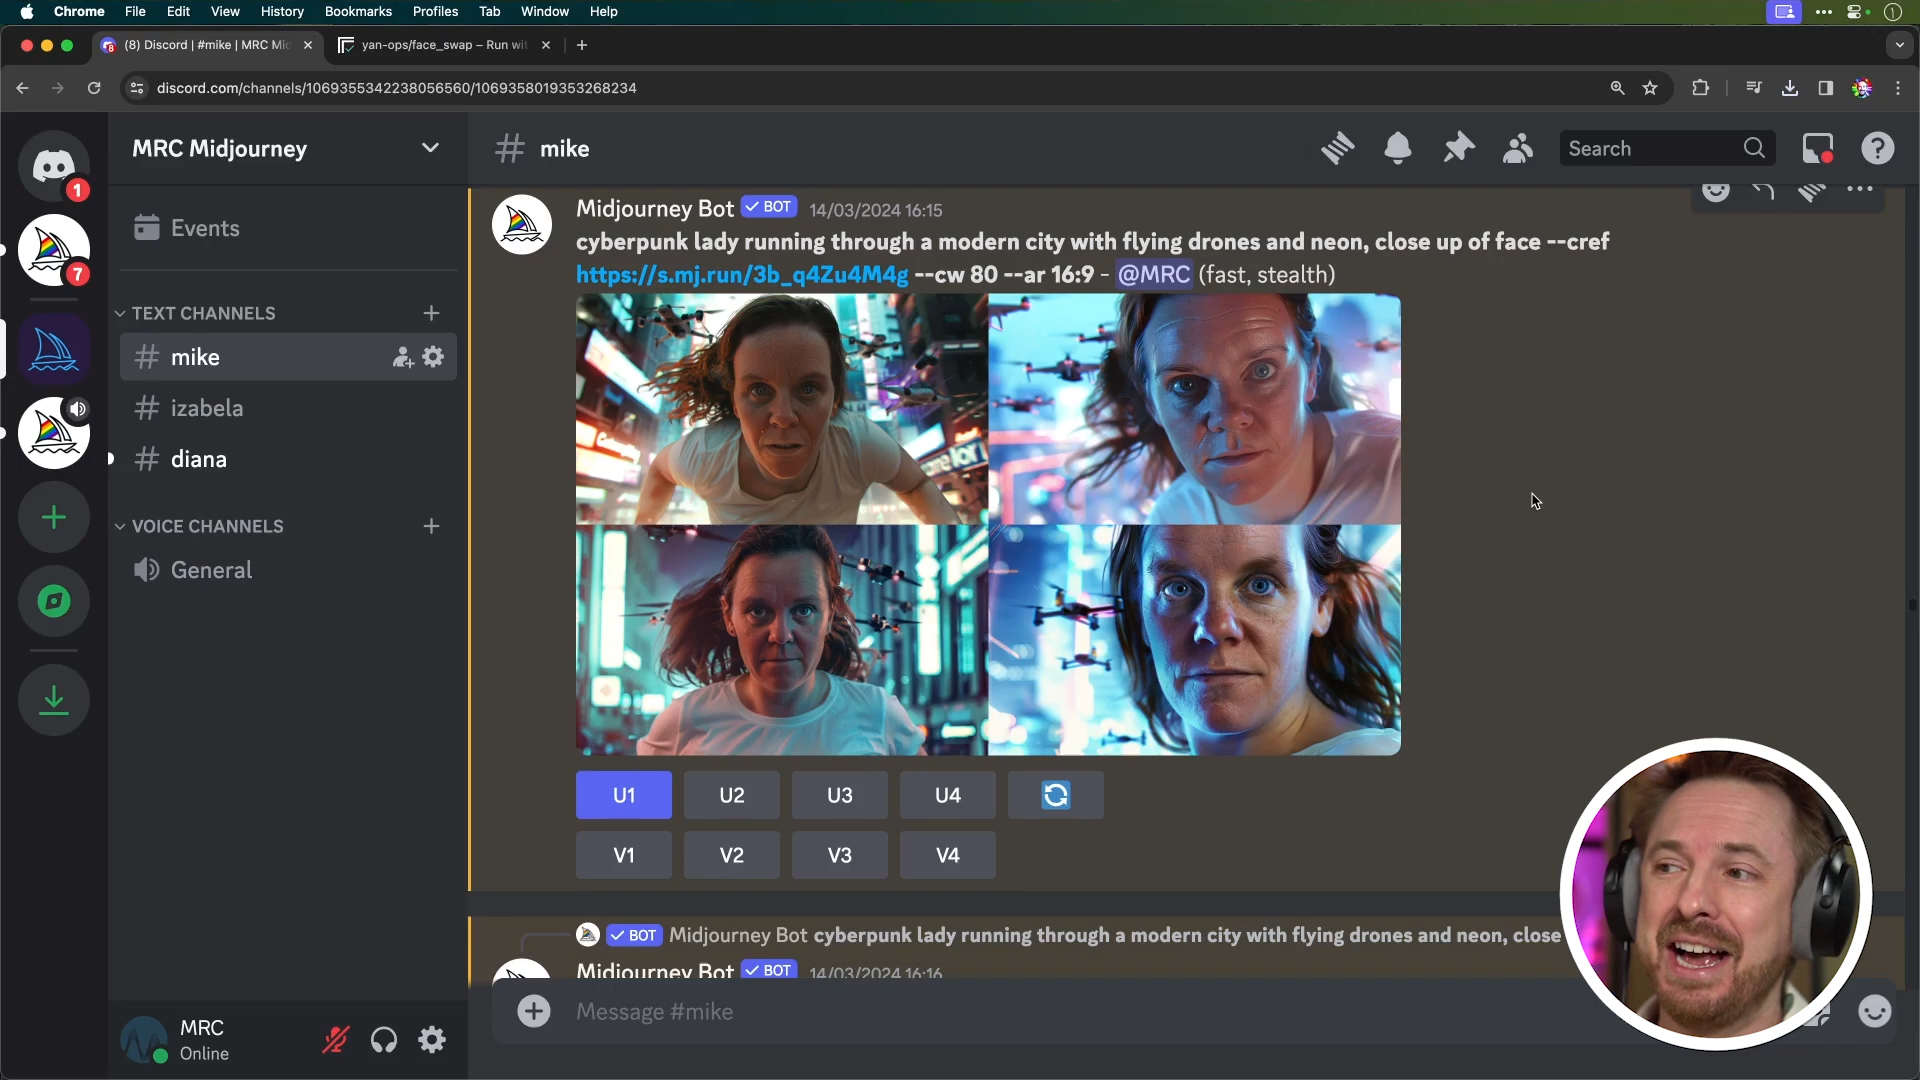 Chrome File Edit View History Bookmarks Profiles Tab Window Help
(8) Discord | #mike | MRC Mid
yan-ops/face_swap – Run wit
discord.com/channels/1069355342238056560/1069358019353268234
MRC Midjourney
mike
Search
1
7
Events
TEXT CHANNELS
mike
izabela
diana
VOICE CHANNELS
General
Midjourney Bot BOT 14/03/2024 16:15
cyberpunk lady running through a modern city with flying drones and neon, close up of face --cref
https://s.mj.run/3b_q4Zu4M4g --cw 80 --ar 16:9 - @MRC (fast, stealth)
U1 U2 U3 U4
V1 V2 V3 V4
BOT Midjourney Bot cyberpunk lady running through a modern city with flying drones and neon, close
Midjourney Bot BOT 14/03/2024 16:16
Message #mike
MRC
Online